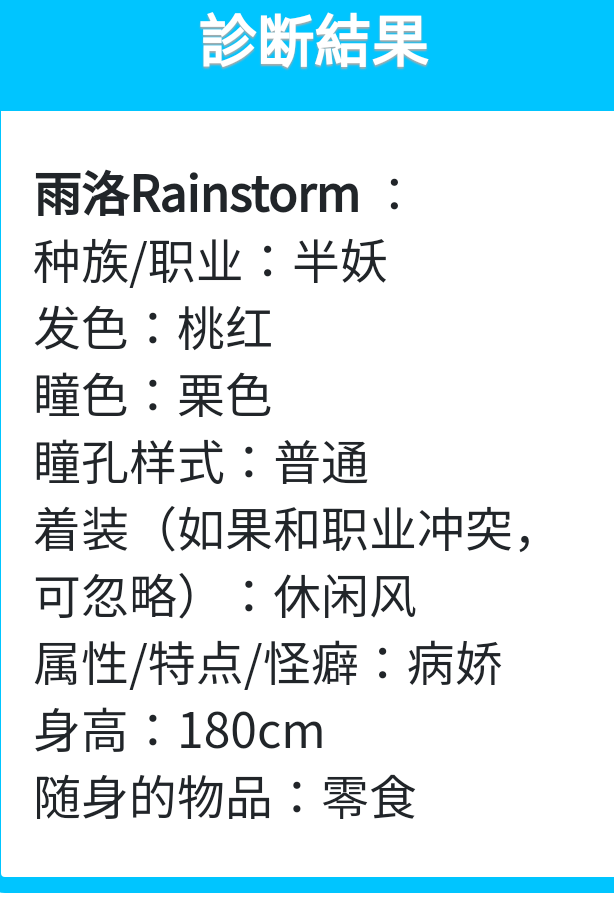 診断結果
雨洛Rainstorm ：
种族/职业：半妖
发色：桃红
瞳色：栗色
瞳孔样式：普通
着装（如果和职业冲突，
可忽略）：休闲风
属性/特点/怪癖：病娇
身高：180cm
随身的物品：零食